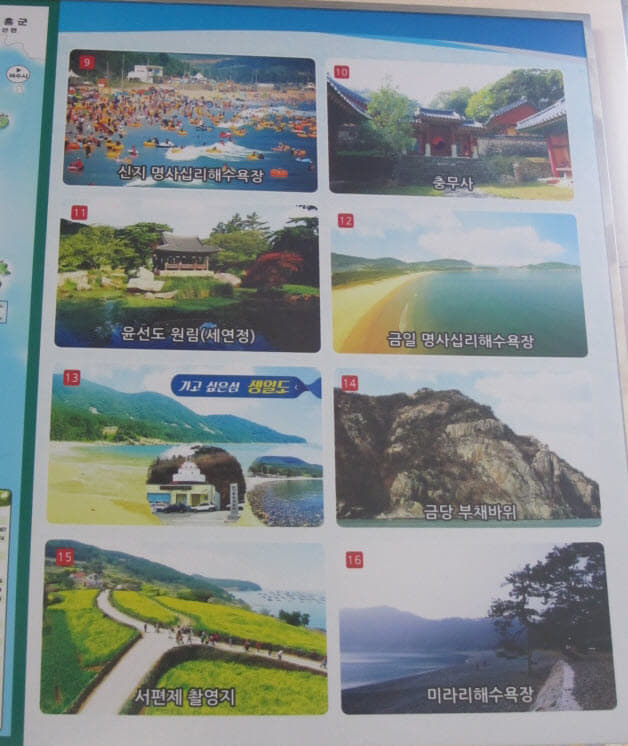 흥군
여수시
9
신지 명사십리해수욕장
10
충무사
11
윤선도 원림(세연정)
12
금일 명사십리해수욕장
13
가고 싶은섬 생일도
14
금당 부채바위
15
서편제 촬영지
16
미라리해수욕장